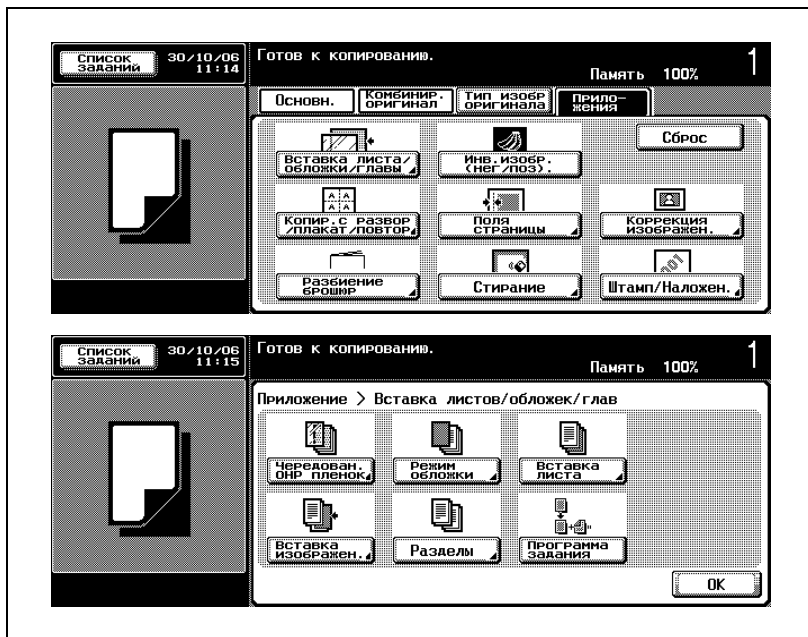 Список заданий
30/10/06
11:14
Готов к копированию.
Память 100%
1
Основн.
Комбинир. оригинал
Тип изобр оригинала
Прило-
жения
Вставка листа/
обложки/главы
Инв.изобр.
(нег/поз).
Сброс
Копир.с развор
/плакат/повтор
Поля
страницы
Коррекция
изображен.
Разбиение
брошюр
Стирание
Штамп/Наложен.
Список заданий
30/10/06
11:15
Готов к копированию.
Память 100%
1
Приложение > Вставка листов/обложек/глав
Чередован.
OHP пленок
Режим
обложки
Вставка
листа
Вставка
изображен.
Разделы
Программа
задания
OK